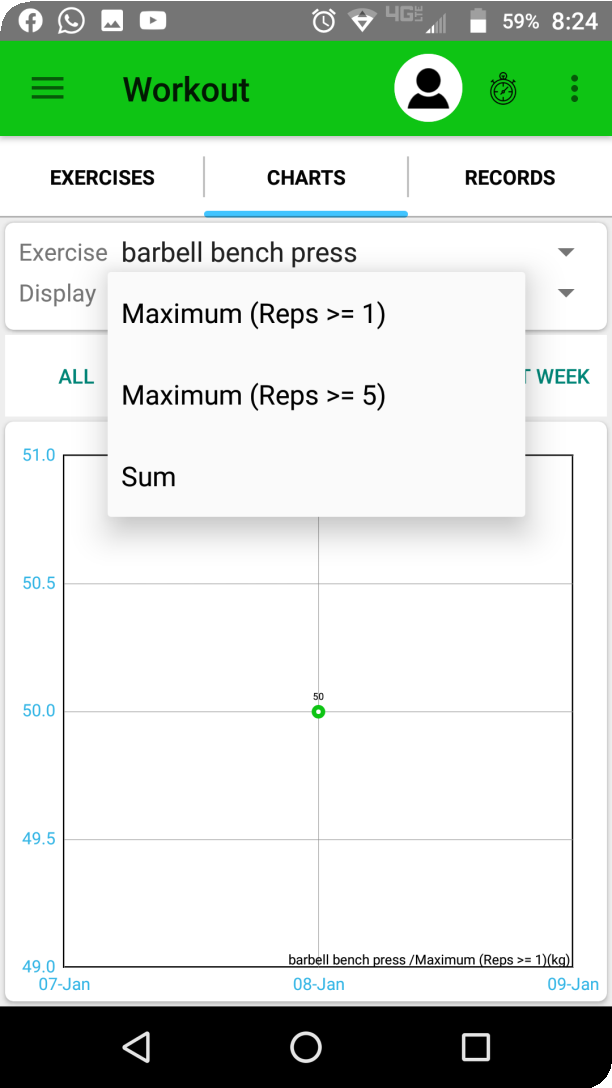 4G LTE 59% 8:24
Workout
EXERCISES CHARTS RECORDS
Exercise barbell bench press
Display
Maximum (Reps >= 1)
ALL WEEK
Maximum (Reps >= 5)
Sum
51.0
50.5
50
50.0
49.5
barbell bench press /Maximum (Reps >= 1)(kg)
49.0
07-Jan 08-Jan 09-Jan